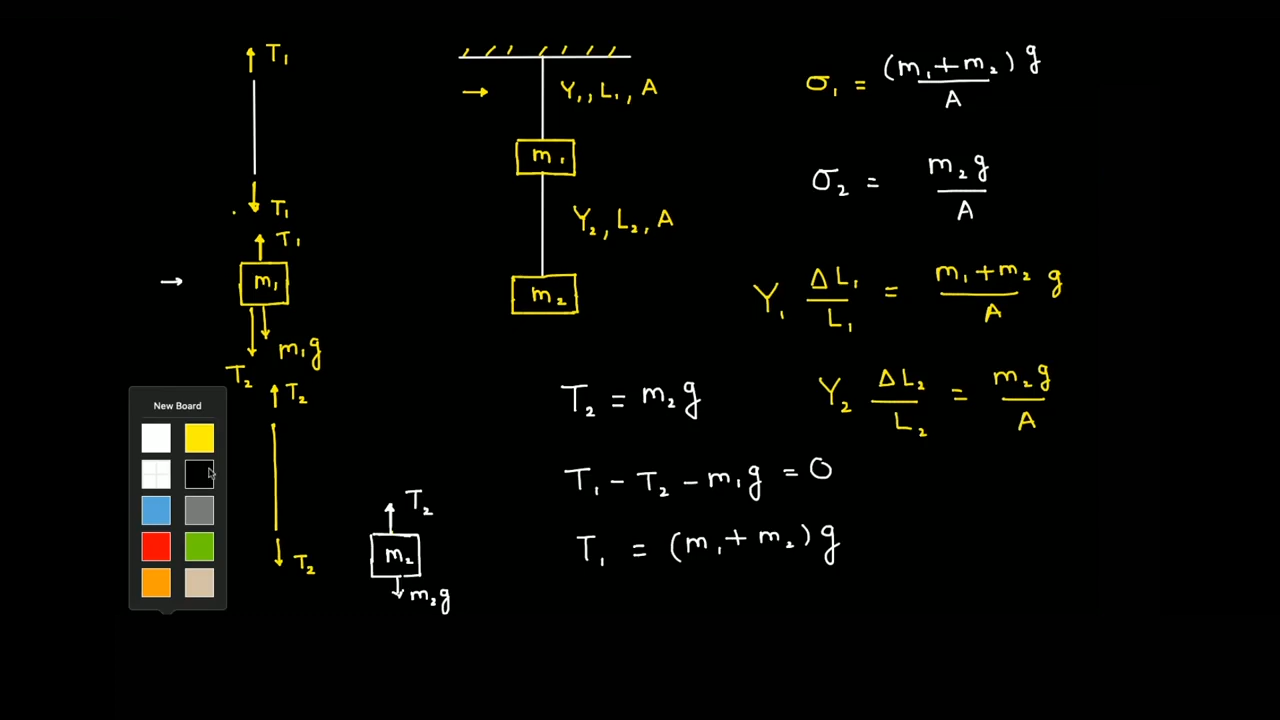 T₁
T₁
T₁
m₁
m₁g
T₂
T₂
T₂
New Board
T₂
m₂
m₂g
Y₁, L₁, A
m₁
Y₂, L₂, A
m₂
T₂ = m₂g
T₁ - T₂ - m₁g = 0
T₁ = (m₁ + m₂) g
σ₁ = (m₁+m₂) g / A
σ₂ = m₂g / A
Y₁ ΔL₁ / L₁ = m₁+m₂ / A g
Y₂ ΔL₂ / L₂ = m₂g / A